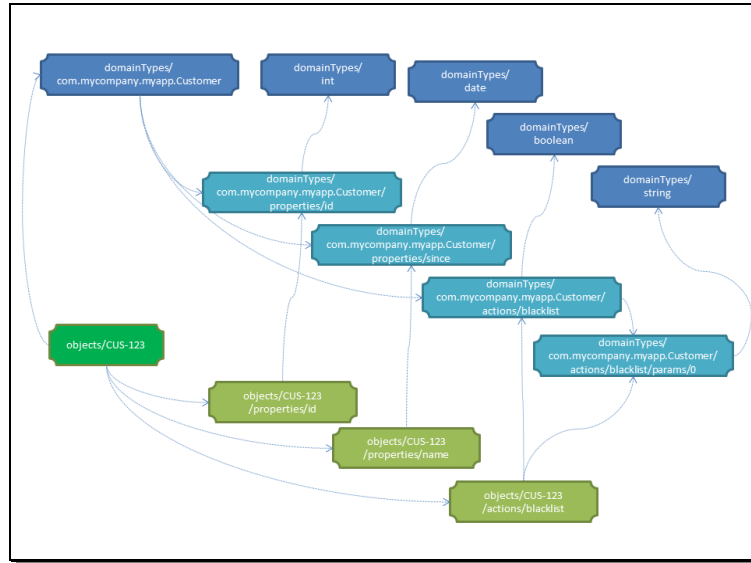 domainTypes/
com.mycompany.myapp.Customer
domainTypes/
int
domainTypes/
date
domainTypes/
boolean
domainTypes/
string
domainTypes/
com.mycompany.myapp.Customer/
properties/id
domainTypes/
com.mycompany.myapp.Customer/
properties/since
domainTypes/
com.mycompany.myapp.Customer/
actions/blacklist
domainTypes/
com.mycompany.myapp.Customer/
actions/blacklist/params/0
objects/CUS-123
objects/CUS-123
/properties/id
objects/CUS-123
/properties/name
objects/CUS-123
/actions/blacklist